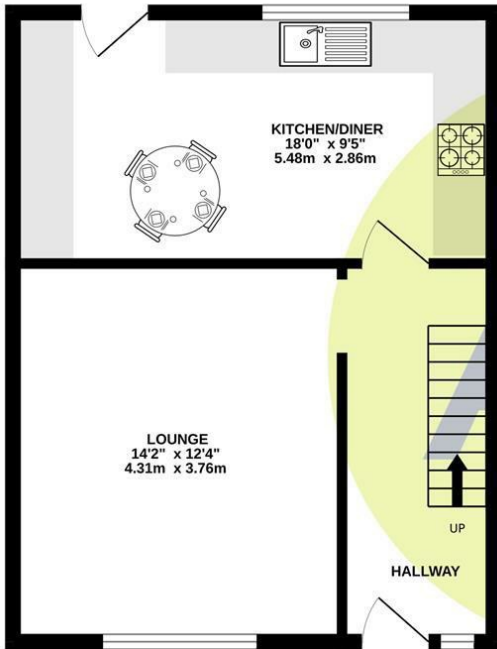 KITCHEN/DINER
18'0" x 9'5"
5.48m x 2.86m
LOUNGE
14'2" x 12'4"
4.31m x 3.76m
UP
HALLWAY